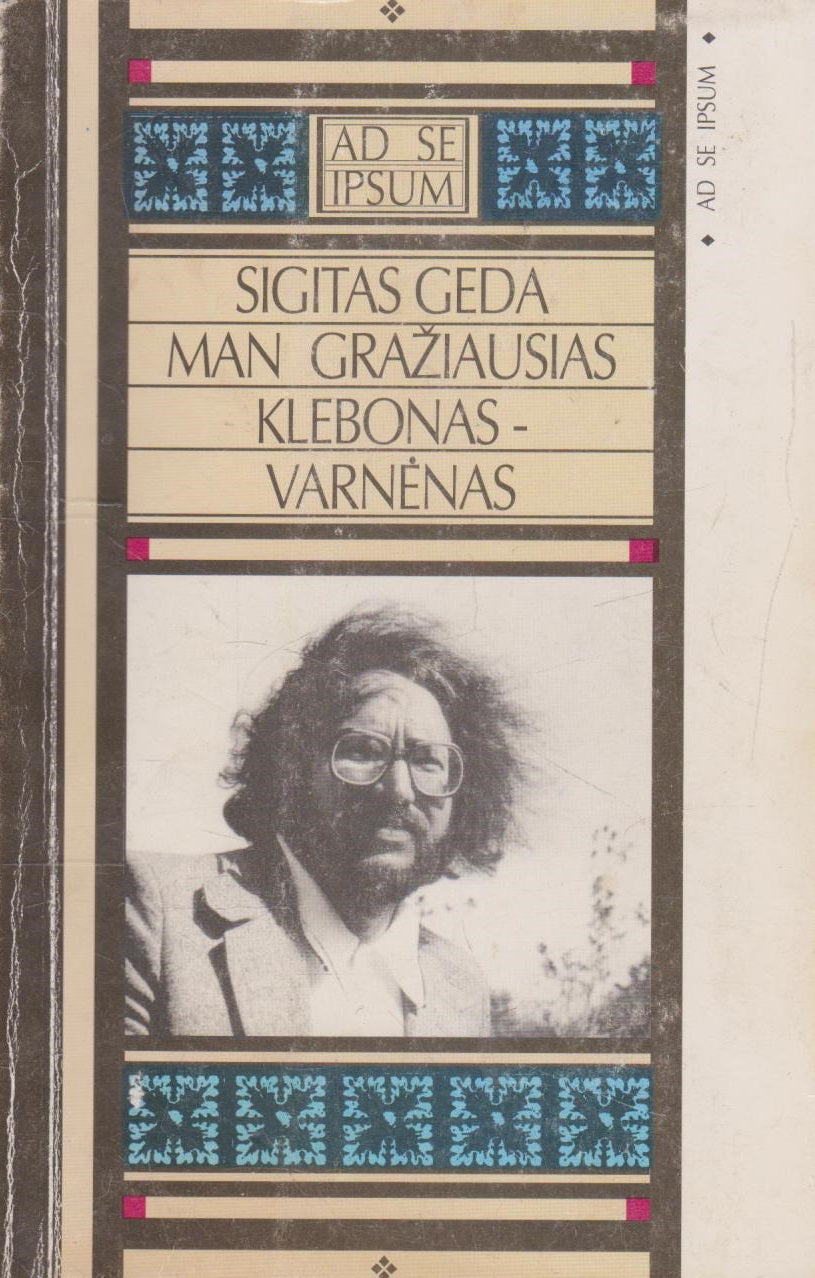 AD SE
IPSUM
SIGITAS GEDA
MAN GRAŽIAUSIAS
KLEBONAS -
VARNĖNAS
AD SE IPSUM